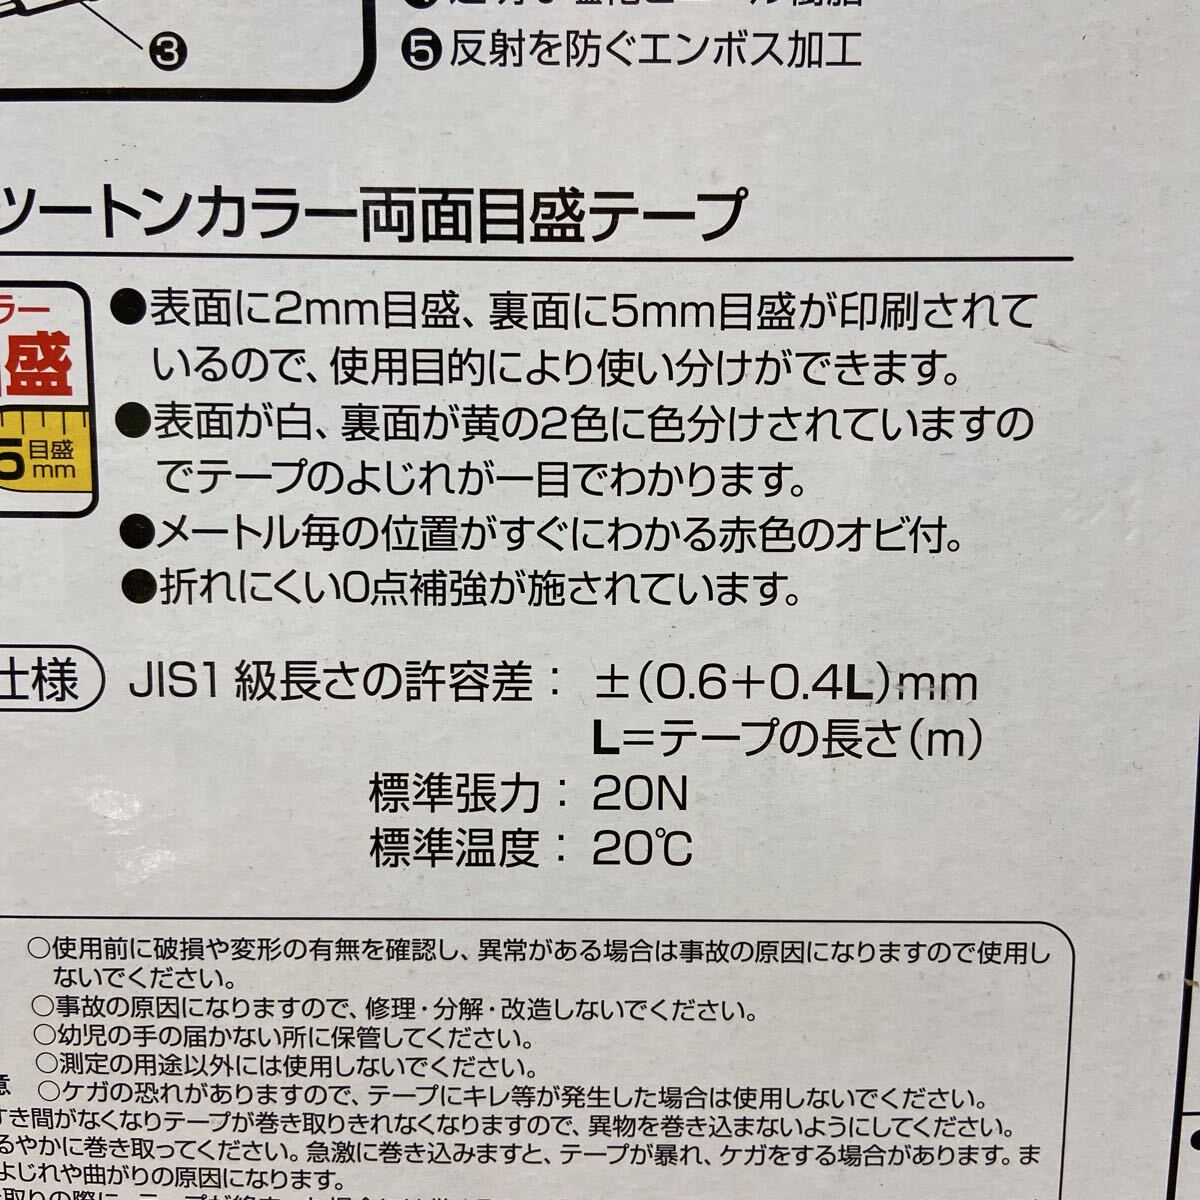 ③
⑤反射を防ぐエンボス加工
ツートンカラー両面目盛テープ
ラー
盛
5目盛
mm
●表面に2mm目盛、裏面に5mm目盛が印刷されて
いるので、使用目的により使い分けができます。
●表面が白、裏面が黄の2色に色分けされていますの
でテープのよじれが一目でわかります。
●メートル毎の位置がすぐにわかる赤色のオビ付。
●折れにくい0点補強が施されています。
仕様 JIS1級長さの許容差：±(0.6+0.4L)mm
L=テープの長さ(m)
標準張力：20N
標準温度：20℃
○使用前に破損や変形の有無を確認し、異常がある場合は事故の原因になりますので使用し
ないでください。
○事故の原因になりますので、修理・分解・改造しないでください。
○幼児の手の届かない所に保管してください。
○測定の用途以外には使用しないでください。
意 ○ケガの恐れがありますので、テープにキレ等が発生した場合は使用しないでください。
すき間がなくなりテープが巻き取りきれなくなりますので、異物を巻き込まないようにしてください。
るやかに巻き取ってください。急激に巻き込みますと、テープが暴れ、ケガをする場合があります。ま
よじれや曲がりの原因になります。